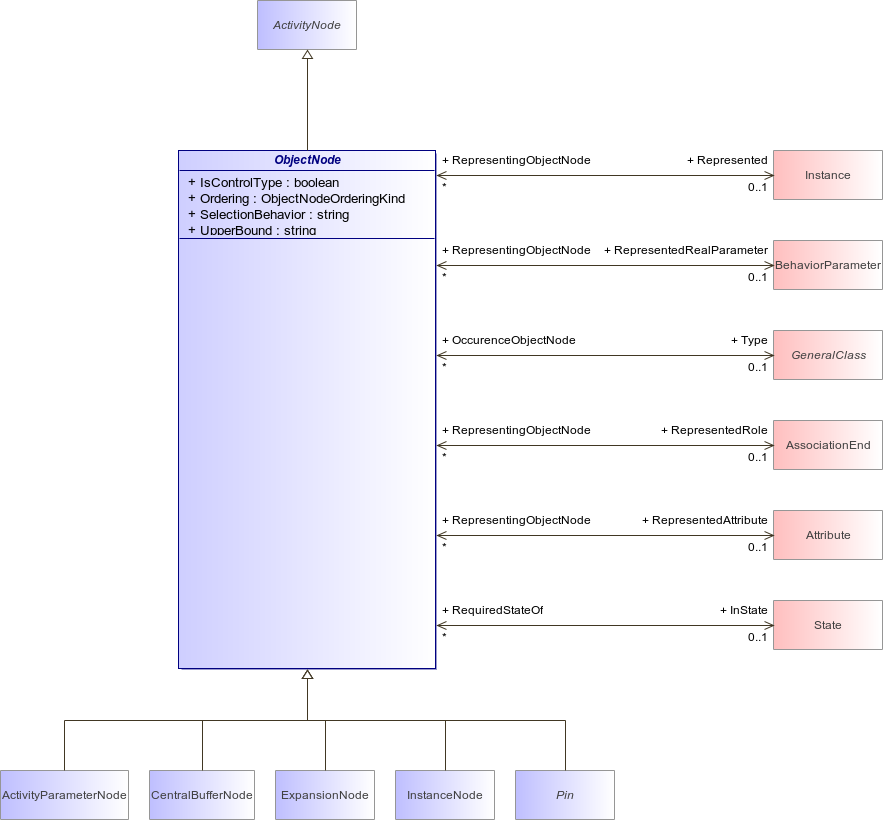 ActivityNode
ObjectNode
+ IsControlType : boolean
+ Ordering : ObjectNodeOrderingKind
+ SelectionBehavior : string
+ UpperBound : string
+ RepresentingObjectNode + Represented
* 0..1
Instance
+ RepresentingObjectNode + RepresentedRealParameter
* 0..1
BehaviorParameter
+ OccurenceObjectNode + Type
* 0..1
GeneralClass
+ RepresentingObjectNode + RepresentedRole
* 0..1
AssociationEnd
+ RepresentingObjectNode + RepresentedAttribute
* 0..1
Attribute
+ RequiredStateOf + InState
* 0..1
State
ActivityParameterNode CentralBufferNode ExpansionNode InstanceNode Pin